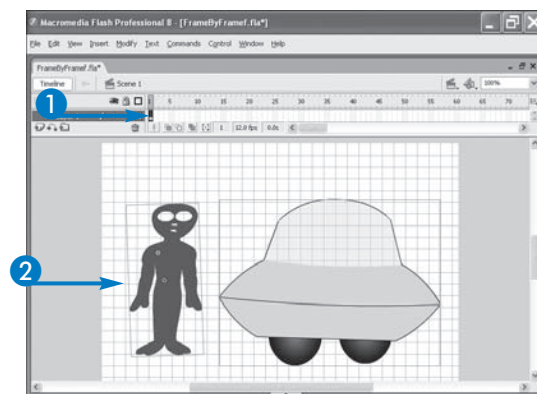 Macromedia Flash Professional 8 - [FrameByFramef.fla*]
File Edit View Insert Modify Text Commands Control Window Help
FrameByFramef.fla*
Timeline Scene 1 100%
1 5 10 15 20 25 30 35 40 45 50 55 60 65 70
1
1 12.0 fps 0.0s
2